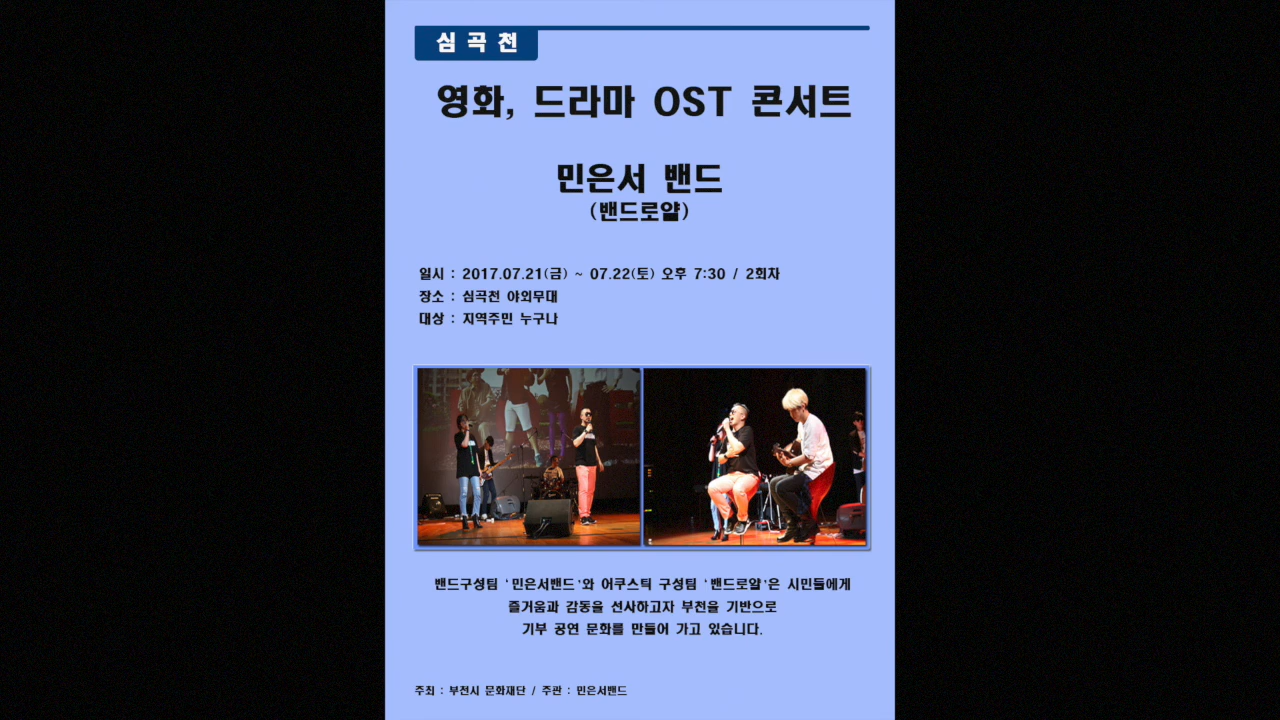 심곡천
영화, 드라마 OST 콘서트
민은서 밴드
(밴드로얄)
일시 : 2017.07.21(금) ~ 07.22(토) 오후 7:30 / 2회차
장소 : 심곡천 야외무대
대상 : 지역주민 누구나
밴드구성팀 '민은서밴드'와 어쿠스틱 구성팀 '밴드로얄'은 시민들에게
즐거움과 감동을 선사하고자 부천을 기반으로
기부 공연 문화를 만들어 가고 있습니다.
주최 : 부천시 문화재단 / 주관 : 민은서밴드